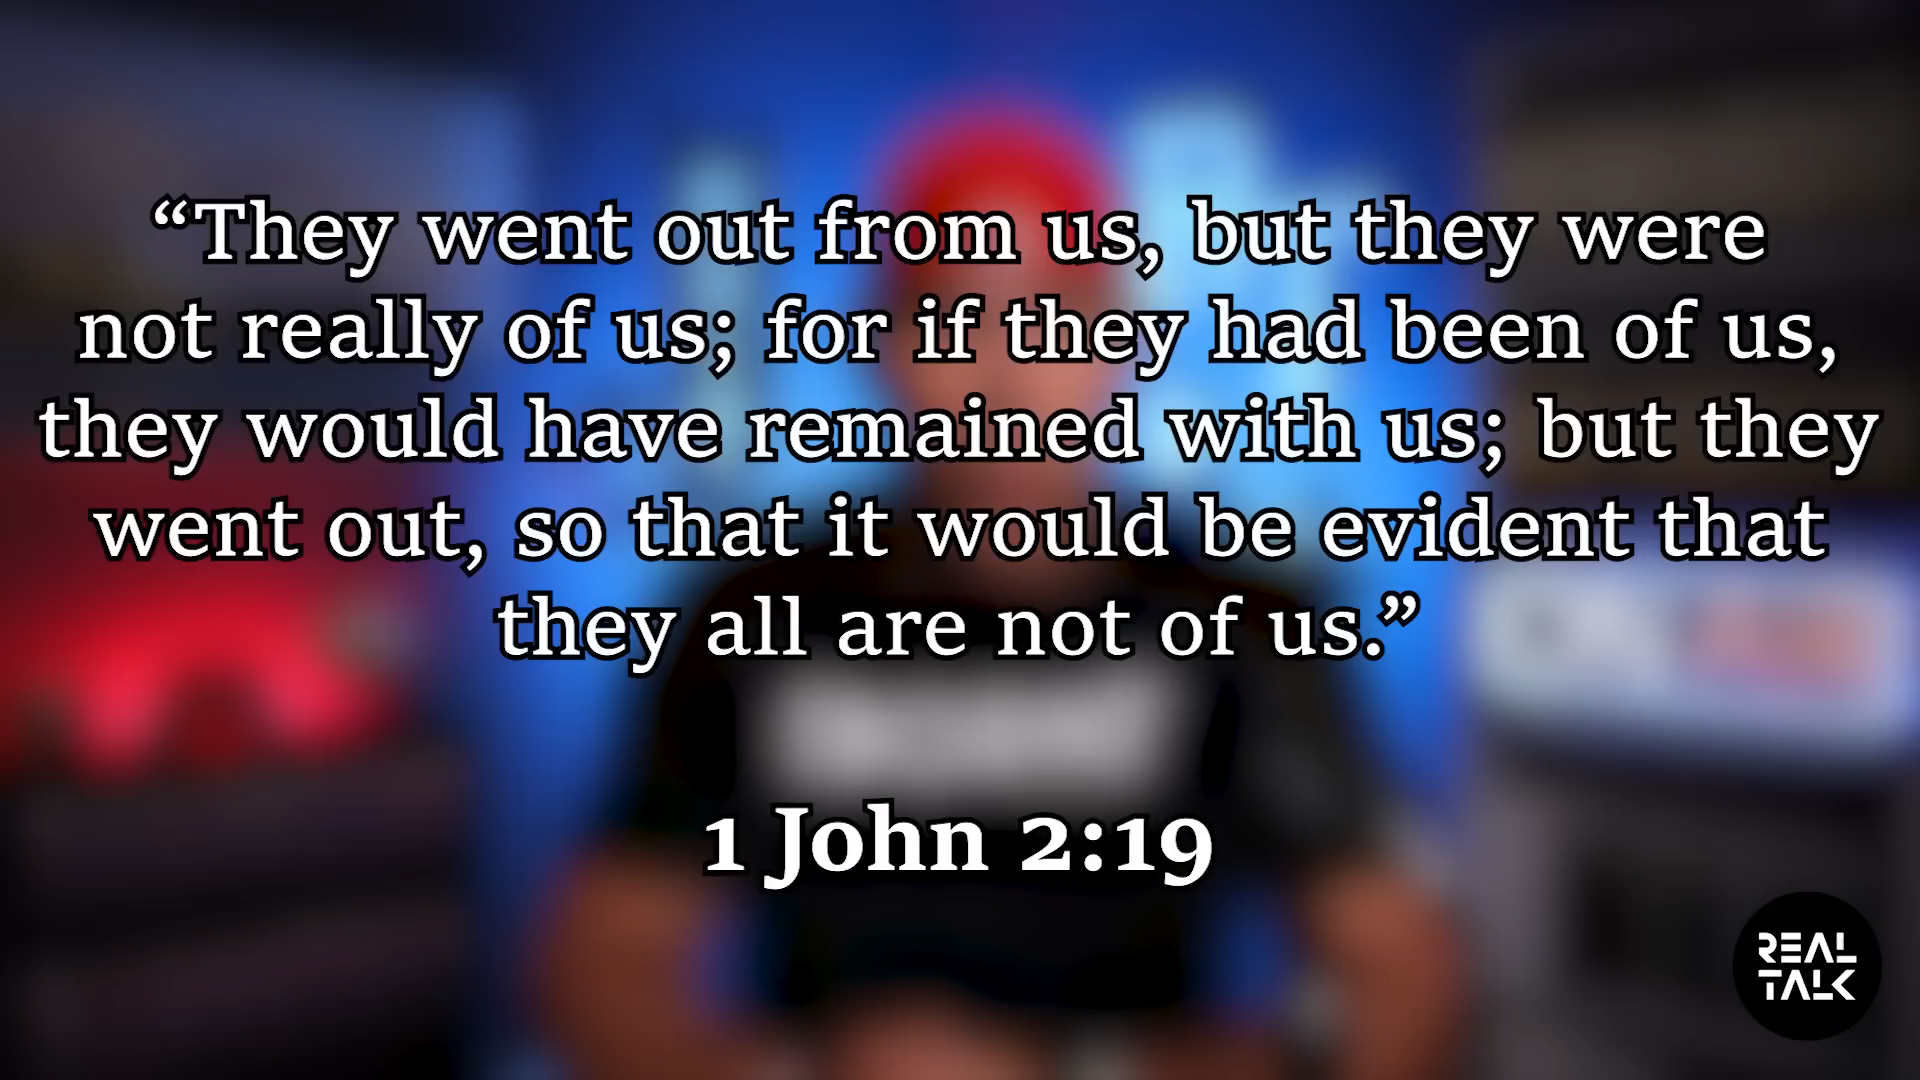 “They went out from us, but they were
not really of us; for if they had been of us,
they would have remained with us; but they
went out, so that it would be evident that
they all are not of us.”
1 John 2:19
REAL
TALK